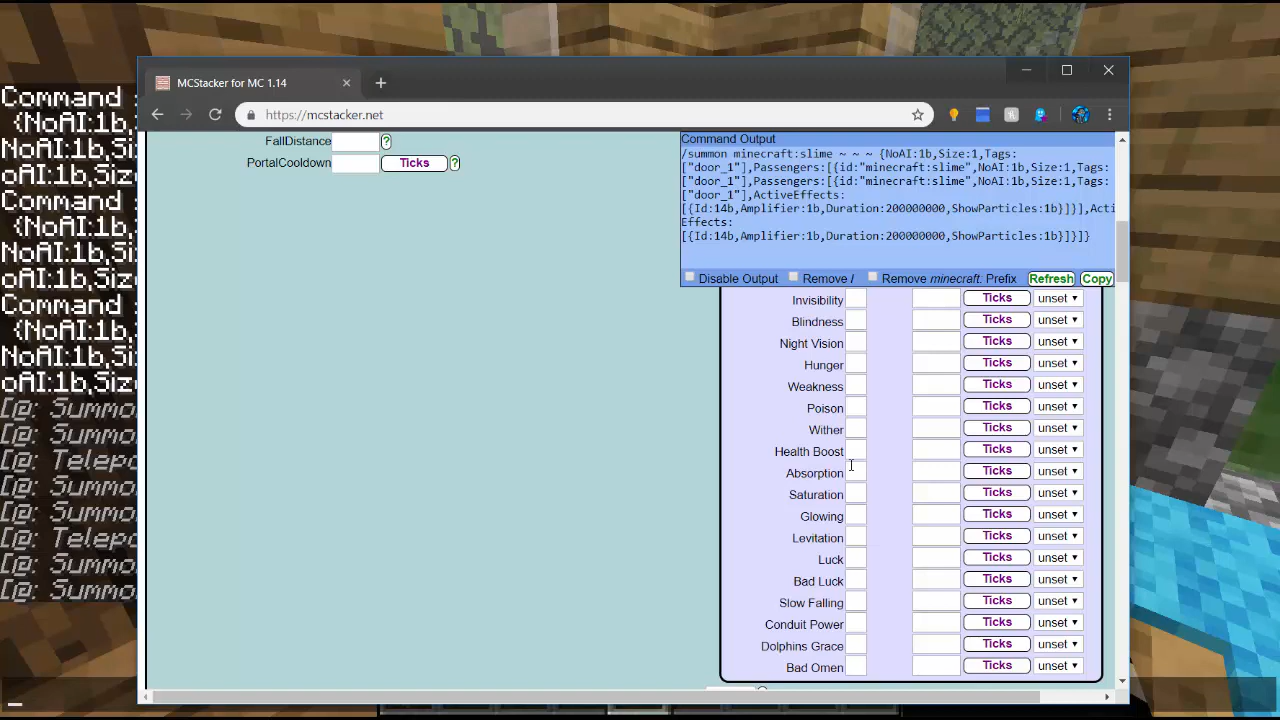 MCStacker for MC 1.14
https://mcstacker.net
FallDistance ?
PortalCooldown Ticks ?
Command Output
/summon minecraft:slime ~ ~ ~ {NoAI:1b,Size:1,Tags:
["door_1"],Passengers:[{id:"minecraft:slime",NoAI:1b,Size:1,Tags:
["door_1"],Passengers:[{id:"minecraft:slime",NoAI:1b,Size:1,Tags:
["door_1"],ActiveEffects:
[{Id:14b,Amplifier:1b,Duration:200000000,ShowParticles:1b}]}],Acti
Effects:
[{Id:14b,Amplifier:1b,Duration:200000000,ShowParticles:1b}]}]}
Disable Output Remove / Remove minecraft: Prefix Refresh Copy
Invisibility Ticks unset
Blindness Ticks unset
Night Vision Ticks unset
Hunger Ticks unset
Weakness Ticks unset
Poison Ticks unset
Wither Ticks unset
Health Boost Ticks unset
Absorption Ticks unset
Saturation Ticks unset
Glowing Ticks unset
Levitation Ticks unset
Luck Ticks unset
Bad Luck Ticks unset
Slow Falling Ticks unset
Conduit Power Ticks unset
Dolphins Grace Ticks unset
Bad Omen Ticks unset
Command
{NoAI:1b,
NoAI:1b,Si
oAI:1b,Siz
Command
{NoAI:1b,
NoAI:1b,Si
oAI:1b,Siz
Command
{NoAI:1b,
NoAI:1b,Si
oAI:1b,Siz
[@: Summo
[@: Summo
[@: Telepo
[@: Summo
[@: Summo
[@: Telepo
[@: Summo
[@: Summo